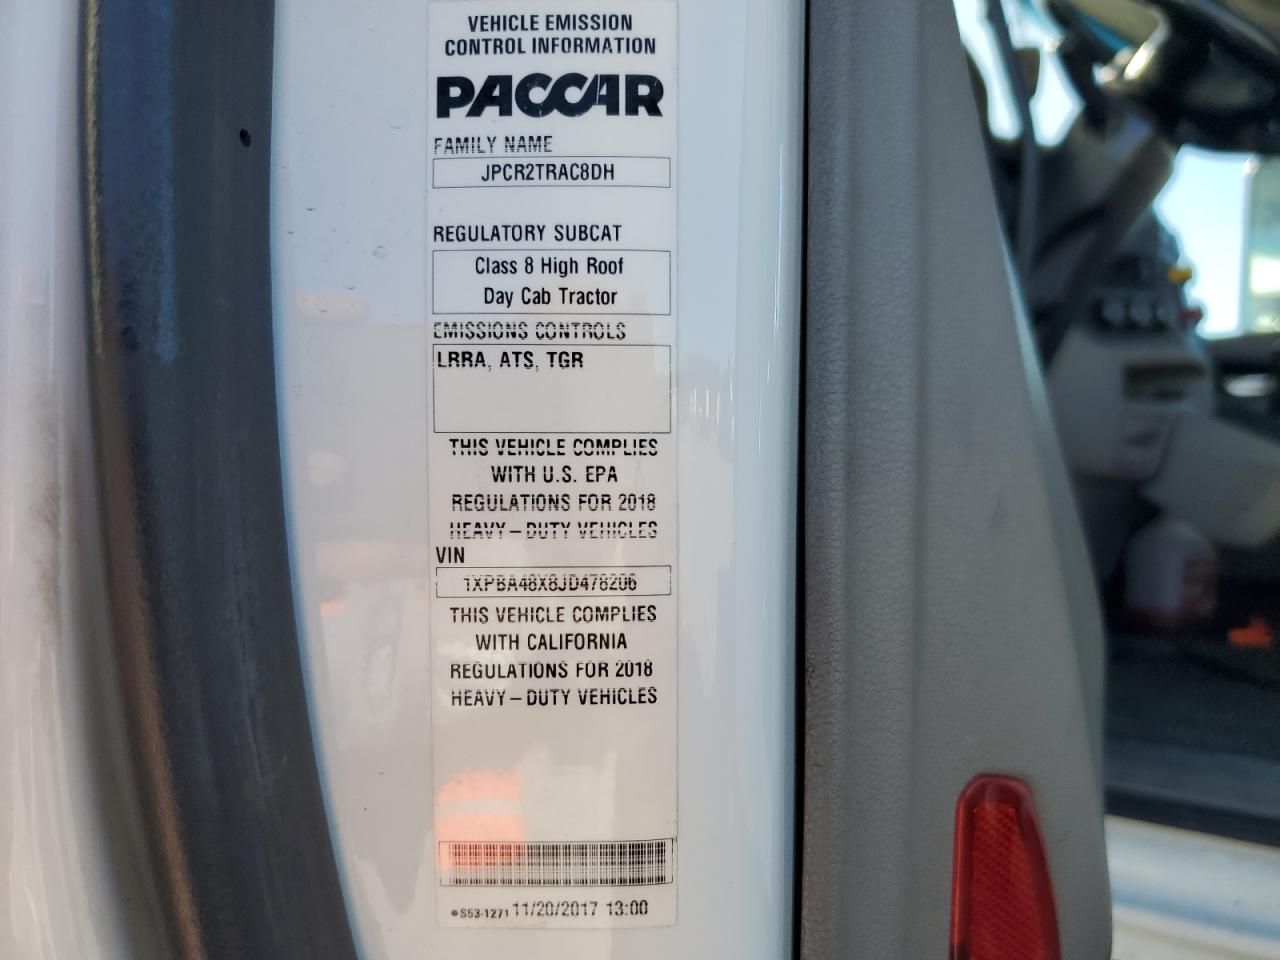 VEHICLE EMISSION
CONTROL INFORMATION
PACCAR
FAMILY NAME
JPCR2TRAC8DH
REGULATORY SUBCAT
Class 8 High Roof
Day Cab Tractor
EMISSIONS CONTROLS
LRRA, ATS, TGR
THIS VEHICLE COMPLIES
WITH U.S. EPA
REGULATIONS FOR 2018
HEAVY-DUTY VEHICLES
VIN
1XPBA48X8JD478206
THIS VEHICLE COMPLIES
WITH CALIFORNIA
REGULATIONS FOR 2018
HEAVY-DUTY VEHICLES
S53-1271 11/20/2017 13:00